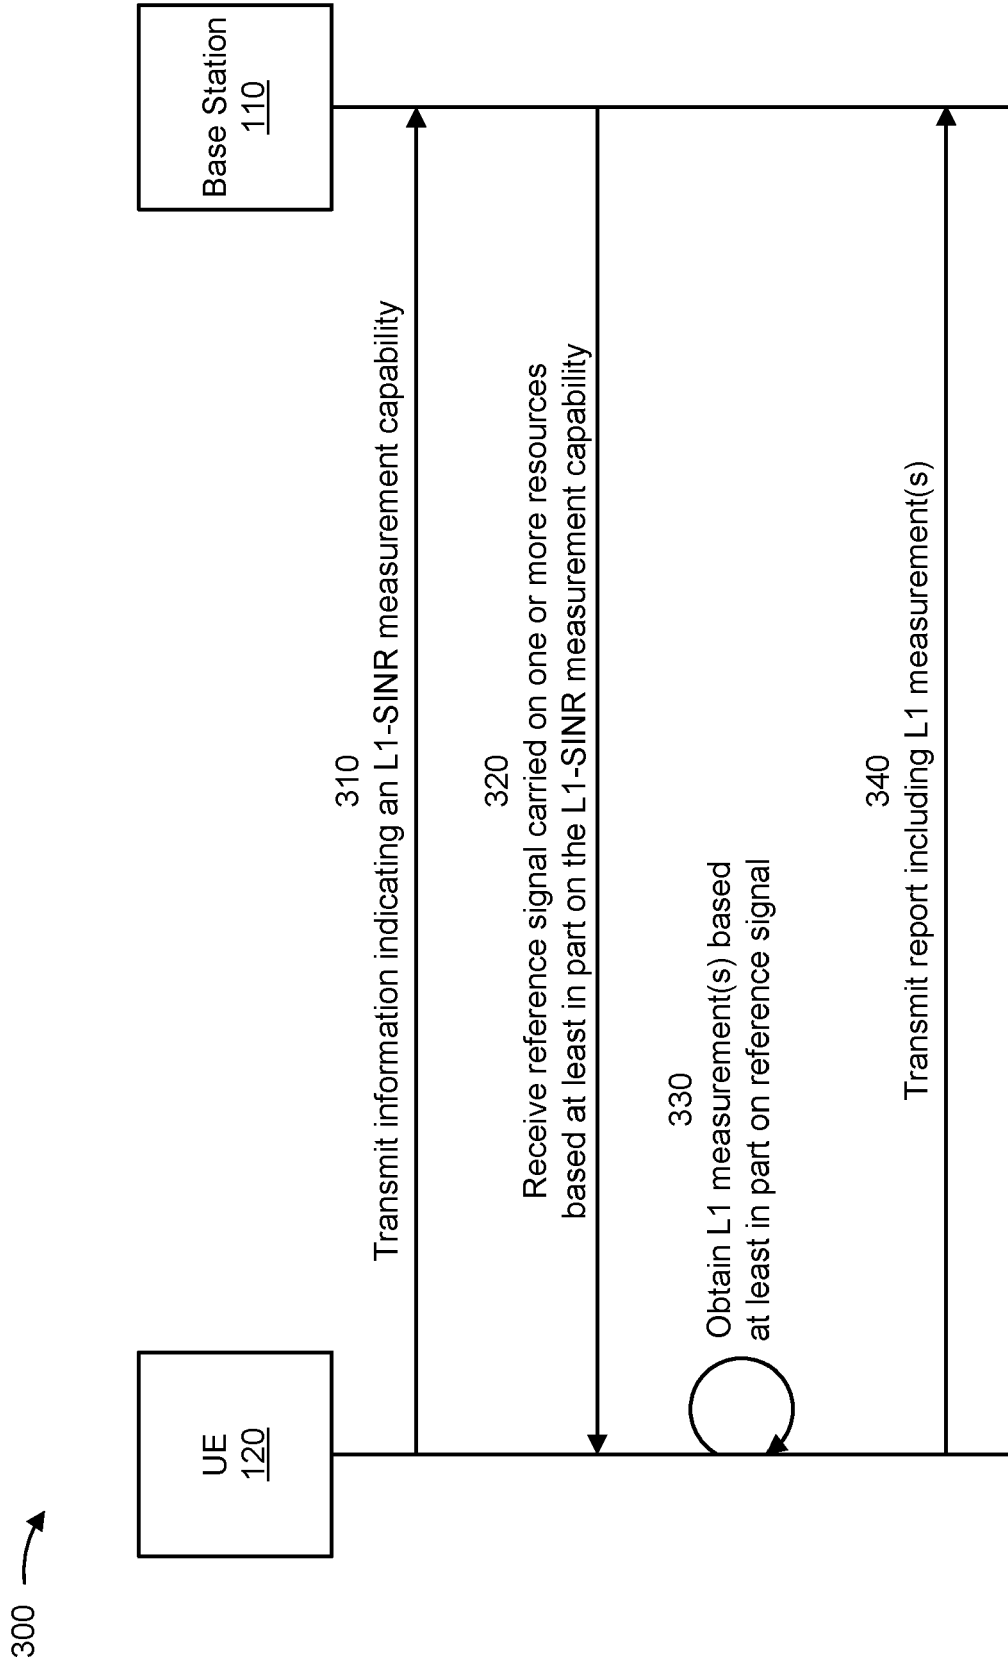 300
UE
120
Base Station
110
310
Transmit information indicating an L1-SINR measurement capability
320
Receive reference signal carried on one or more resources
based at least in part on the L1-SINR measurement capability
330
Obtain L1 measurement(s) based
at least in part on reference signal
340
Transmit report including L1 measurement(s)